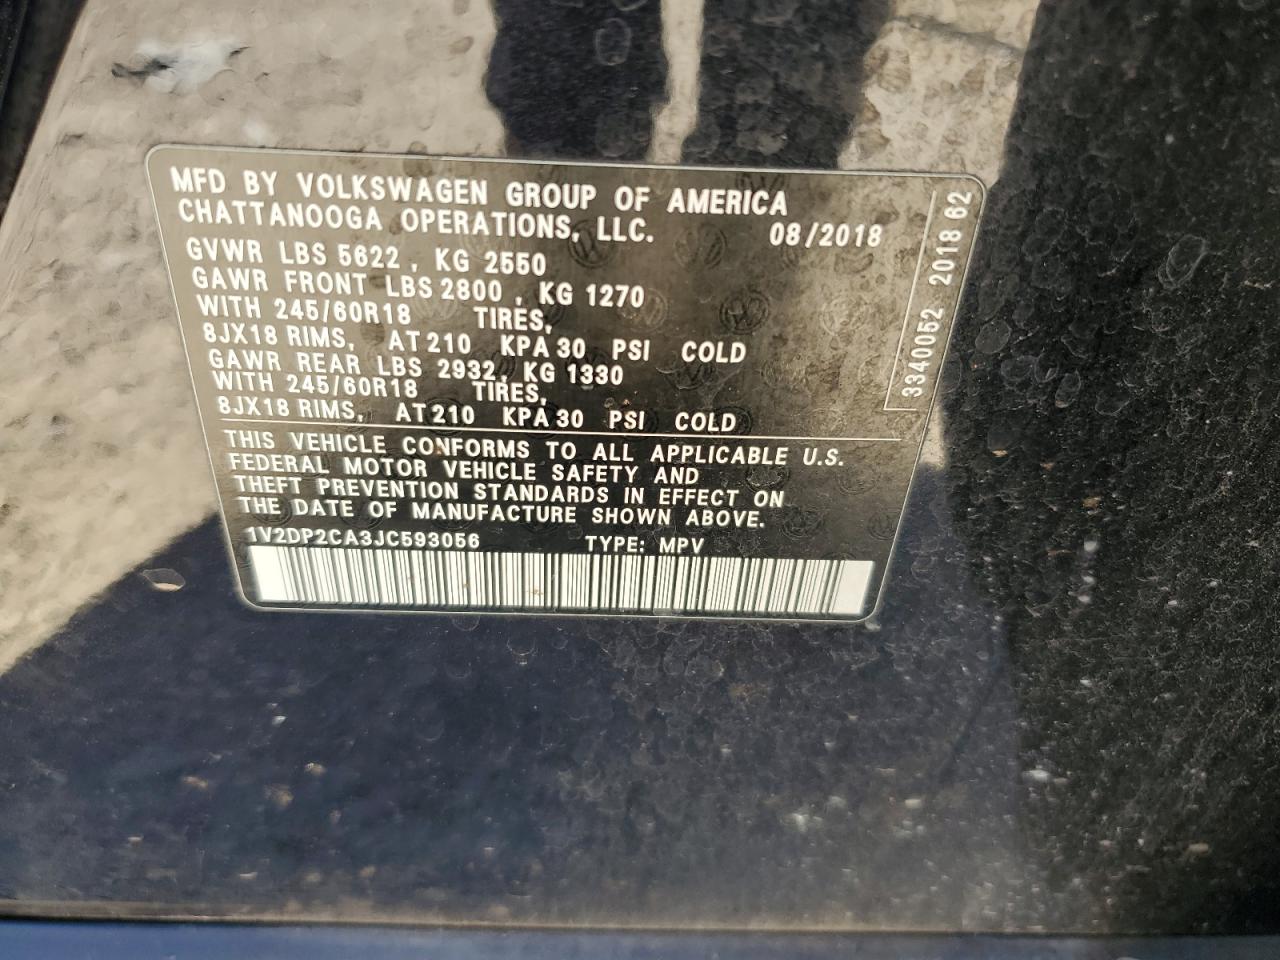 MFD BY VOLKSWAGEN GROUP OF AMERICA
CHATTANOOGA OPERATIONS, LLC. 08/2018
GVWR LBS 5622 , KG 2550
GAWR FRONT LBS 2800 , KG 1270
WITH 245/60R18 TIRES,
8JX18 RIMS, AT 210 KPA 30 PSI COLD
GAWR REAR LBS 2932, KG 1330
WITH 245/60R18 TIRES,
8JX18 RIMS, AT 210 KPA 30 PSI COLD
THIS VEHICLE CONFORMS TO ALL APPLICABLE U.S.
FEDERAL MOTOR VEHICLE SAFETY AND
THEFT PREVENTION STANDARDS IN EFFECT ON
THE DATE OF MANUFACTURE SHOWN ABOVE.
1V2DP2CA3JC593056 TYPE: MPV
3340052 2018 62